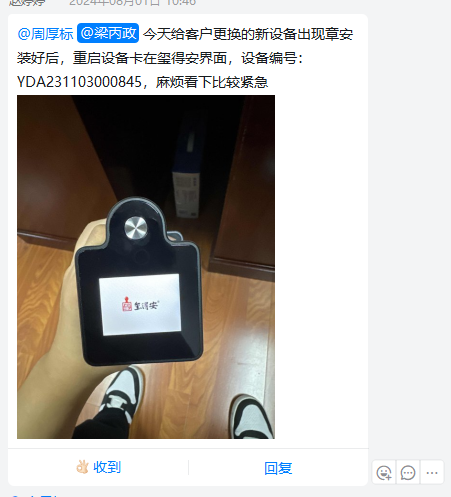 赵婷婷 2024年08月01日 10:46
@周厚标 @梁丙政 今天给客户更换的新设备出现章安
装好后，重启设备卡在玺得安界面，设备编号：
YDA231103000845，麻烦看下比较紧急
玺得安
收到
回复